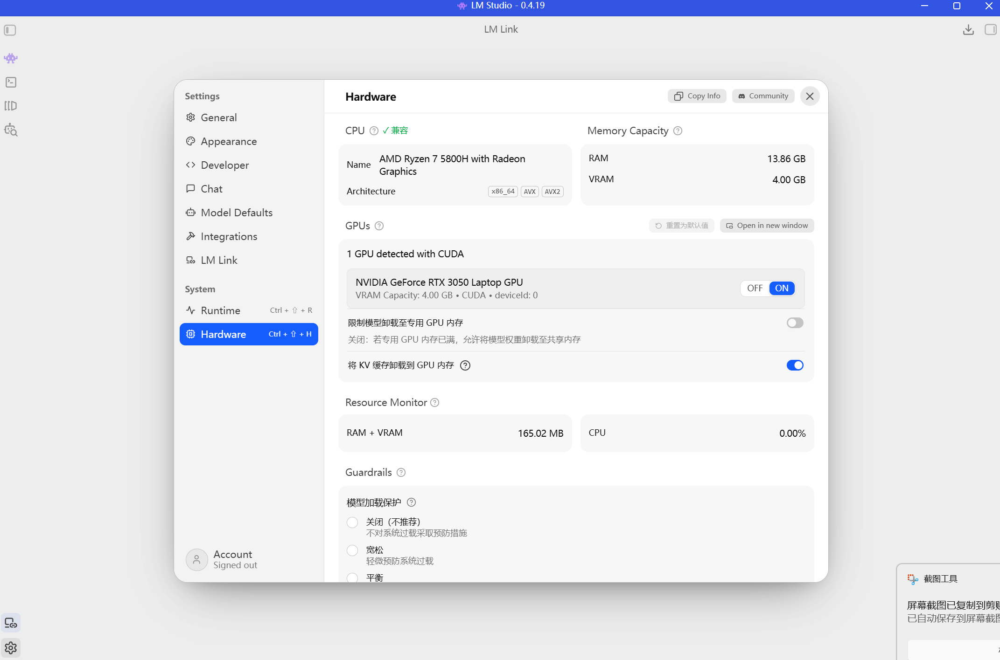 LM Studio - 0.4.19
LM Link
Settings
General
Appearance
Developer
Chat
Model Defaults
Integrations
LM Link
System
Runtime Ctrl + ⇧ + R
Hardware Ctrl + ⇧ + H
Account
Signed out
Hardware
Copy Info
Community
CPU ✓ 兼容
Name AMD Ryzen 7 5800H with Radeon
Graphics
Architecture x86_64 AVX AVX2
Memory Capacity
RAM 13.86 GB
VRAM 4.00 GB
GPUs
重置为默认值
Open in new window
1 GPU detected with CUDA
NVIDIA GeForce RTX 3050 Laptop GPU
VRAM Capacity: 4.00 GB • CUDA • deviceId: 0
OFF ON
限制模型卸载至专用 GPU 内存
关闭：若专用 GPU 内存已满，允许将模型权重卸载至共享内存
将 KV 缓存卸载到 GPU 内存
Resource Monitor
RAM + VRAM 165.02 MB
CPU 0.00%
Guardrails
模型加载保护
关闭（不推荐）
不对系统过载采取预防措施
宽松
轻微预防系统过载
平衡
截图工具
屏幕截图已复制到剪贴
已自动保存到屏幕截图